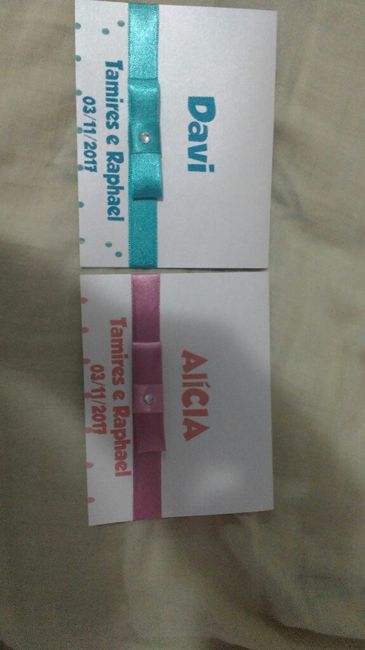 Davi
Tamires e Raphael
03/11/2017
AlíCIA
Tamires e Raphael
03/11/2017